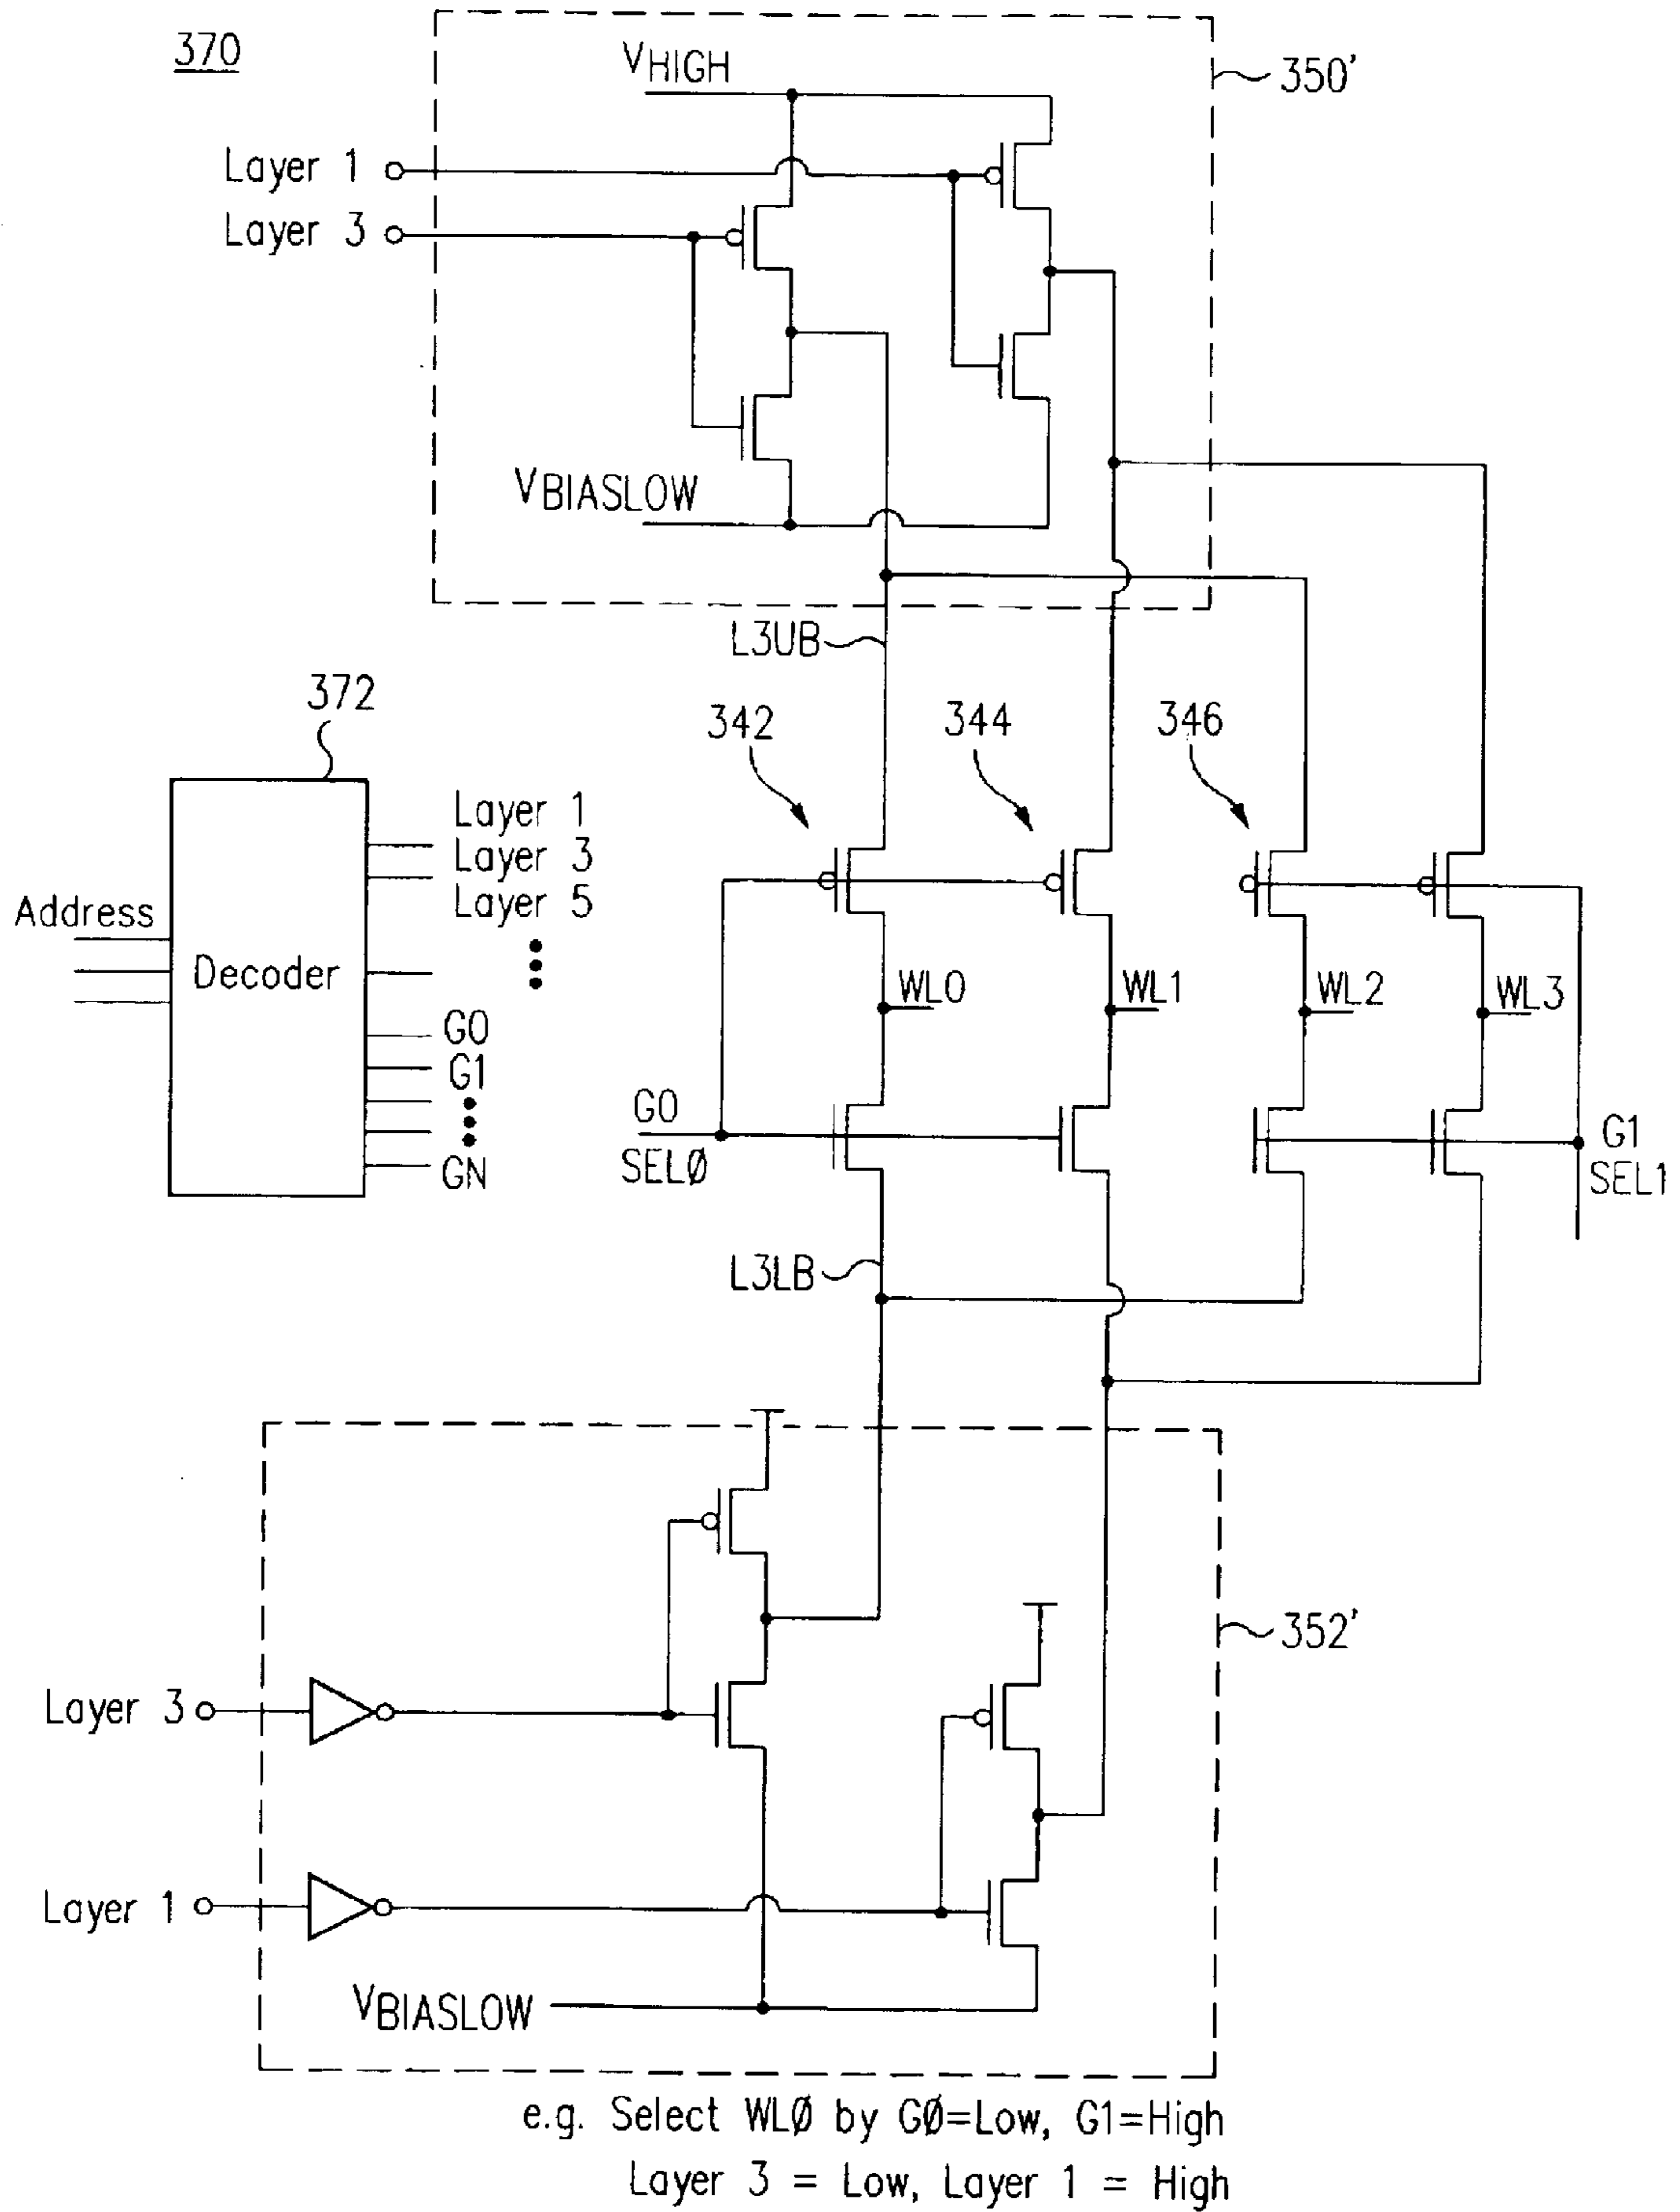 370
VHIGH
350'
Layer 1
Layer 3
VBIASLOW
L3UB
372
342
344
346
Layer 1
Layer 3
Layer 5
Address
Decoder
WL0
WL1
WL2
WL3
G0
G1
GN
G0
SELØ
G1
SEL1
L3LB
352'
Layer 3
Layer 1
VBIASLOW
e.g. Select WLØ by GØ=Low, G1=High
Layer 3 = Low, Layer 1 = High